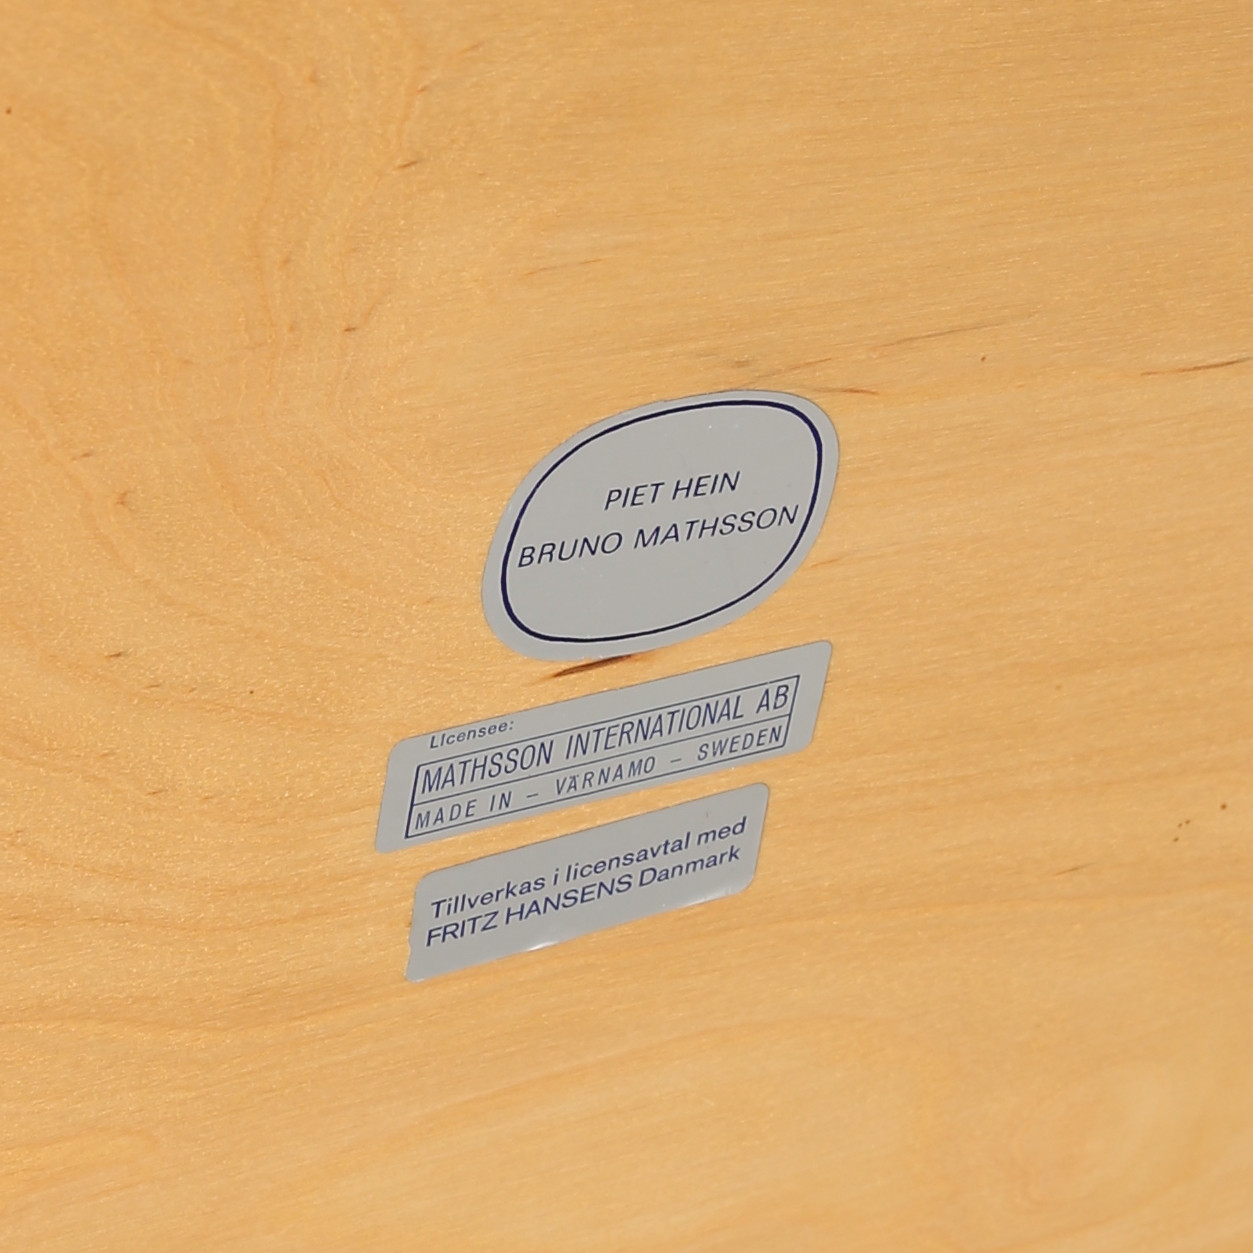 PIET HEIN
BRUNO MATHSSON
Licensee:
MATHSSON INTERNATIONAL AB
MADE IN – VÄRNAMO – SWEDEN
Tillverkas i licensavtal med
FRITZ HANSENS Danmark